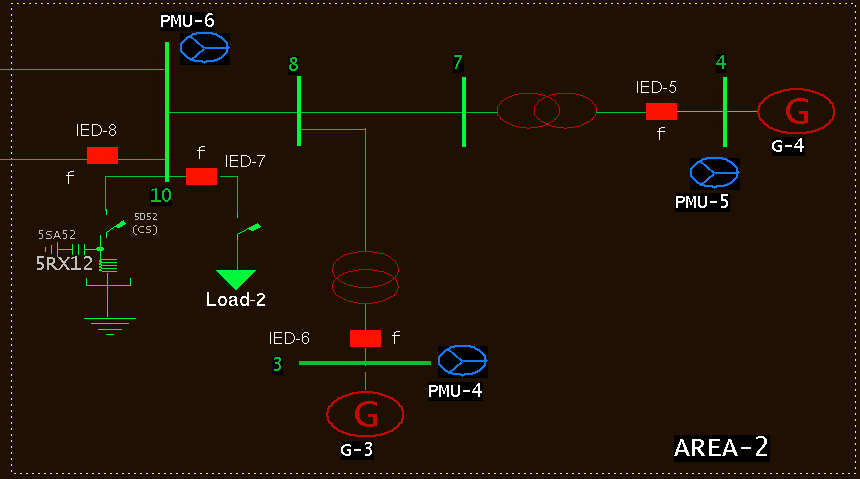 PMU-6
8
7
4
IED-5
G
f
G-4
IED-8
f
IED-7
f
PMU-5
10
5D52
(CS)
5SA52
5RX12
Load-2
IED-6
f
3
PMU-4
G
G-3
AREA-2